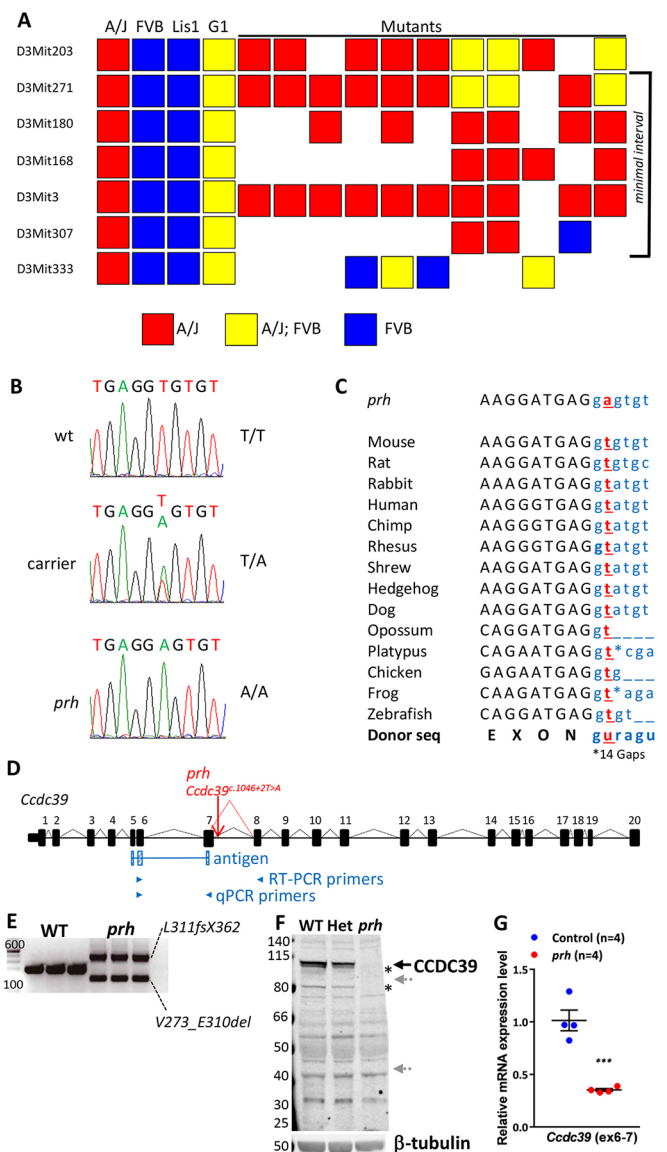 A
A/J FVB Lis1 G1 Mutants
D3Mit203
D3Mit271
D3Mit180
D3Mit168
D3Mit3
D3Mit307
D3Mit333
minimal interval
A/J A/J; FVB FVB
B
TGAGGTGTGT
wt T/T
T
TGAGG GTGT
A
carrier T/A
TGAGGAGTGT
prh A/A
C
prh AAGGATGAGgagtgt
Mouse AAGGATGAGgtgtgt
Rat AAGGATGAGgtgtgc
Rabbit AAAGATGAGgtatgt
Human AAGGGTGAGgtatgt
Chimp AAGGGTGAGgtatgt
Rhesus AAGGGTGAGgtatgt
Shrew AAGGATGAGgtatgt
Hedgehog AAGGATGAGgtatgt
Dog AAGGATGAGgtatgt
Opossum CAGGATGAGgt____
Platypus CAGAATGAGgt*cga
Chicken GAGAATGAGgtg___
Frog CAAGATGAGgt*aga
Zebrafish CAGGATGAGgtgt__
Donor seq E X O N guragu
*14 Gaps
D
prh
Ccdc39 Ccdc39c.1046+2T>A
1 2 3 4 5 6 7 8 9 10 11 12 13 14 15 16 17 18 19 20
antigen
RT-PCR primers
qPCR primers
E
WT prh L311fsX362
600
100
V273_E310del
F
WT Het prh
140
115
CCDC39
*
80
*
66
50
40
30
25
50 β-tubulin
G
Control (n=4)
prh (n=4)
Relative mRNA expression level
1.5
1.0
0.5
0.0
***
Ccdc39 (ex6-7)